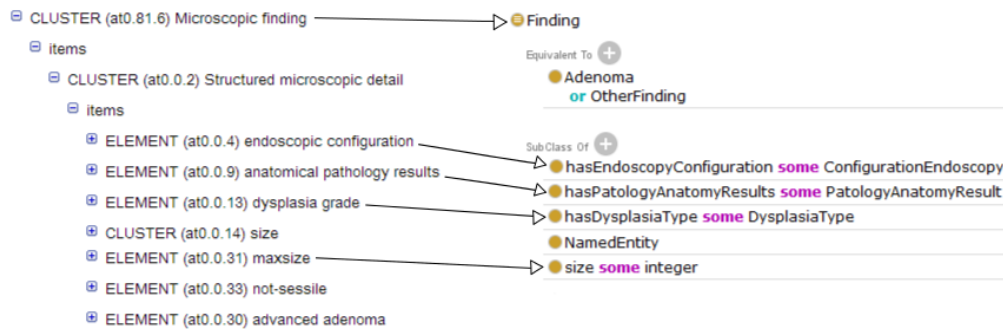 CLUSTER (at0.81.6) Microscopic finding
items
CLUSTER (at0.0.2) Structured microscopic detail
items
ELEMENT (at0.0.4) endoscopic configuration
ELEMENT (at0.0.9) anatomical pathology results
ELEMENT (at0.0.13) dysplasia grade
CLUSTER (at0.0.14) size
ELEMENT (at0.0.31) maxsize
ELEMENT (at0.0.33) not-sessile
ELEMENT (at0.0.30) advanced adenoma
Finding
Equivalent To
Adenoma
or OtherFinding
SubClass Of
hasEndoscopyConfiguration some ConfigurationEndoscopy
hasPatologyAnatomyResults some PatologyAnatomyResult
hasDysplasiaType some DysplasiaType
NamedEntity
size some integer